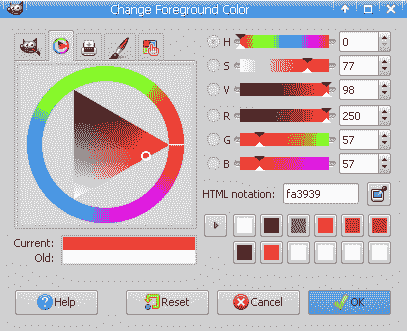 Change Foreground Color
H 0
S 77
V 98
R 250
G 57
B 57
HTML notation: fa3939
Current:
Old:
Help Reset Cancel OK